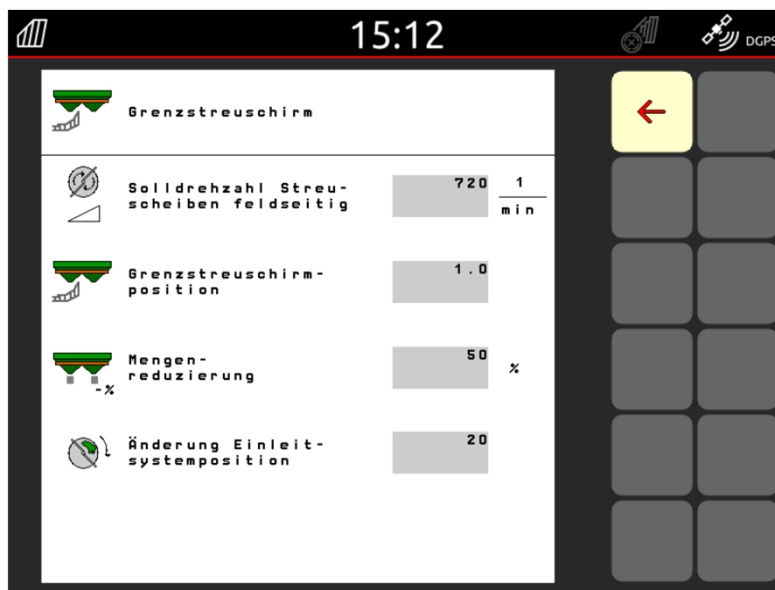 15:12
DGPS
Grenzstreuschirm
Solldrehzahl Streu-
scheiben feldseitig
720
1
min
Grenzstreuschirm-
position
1.0
Mengen-
reduzierung
50
%
-%
Änderung Einleit-
systemposition
20